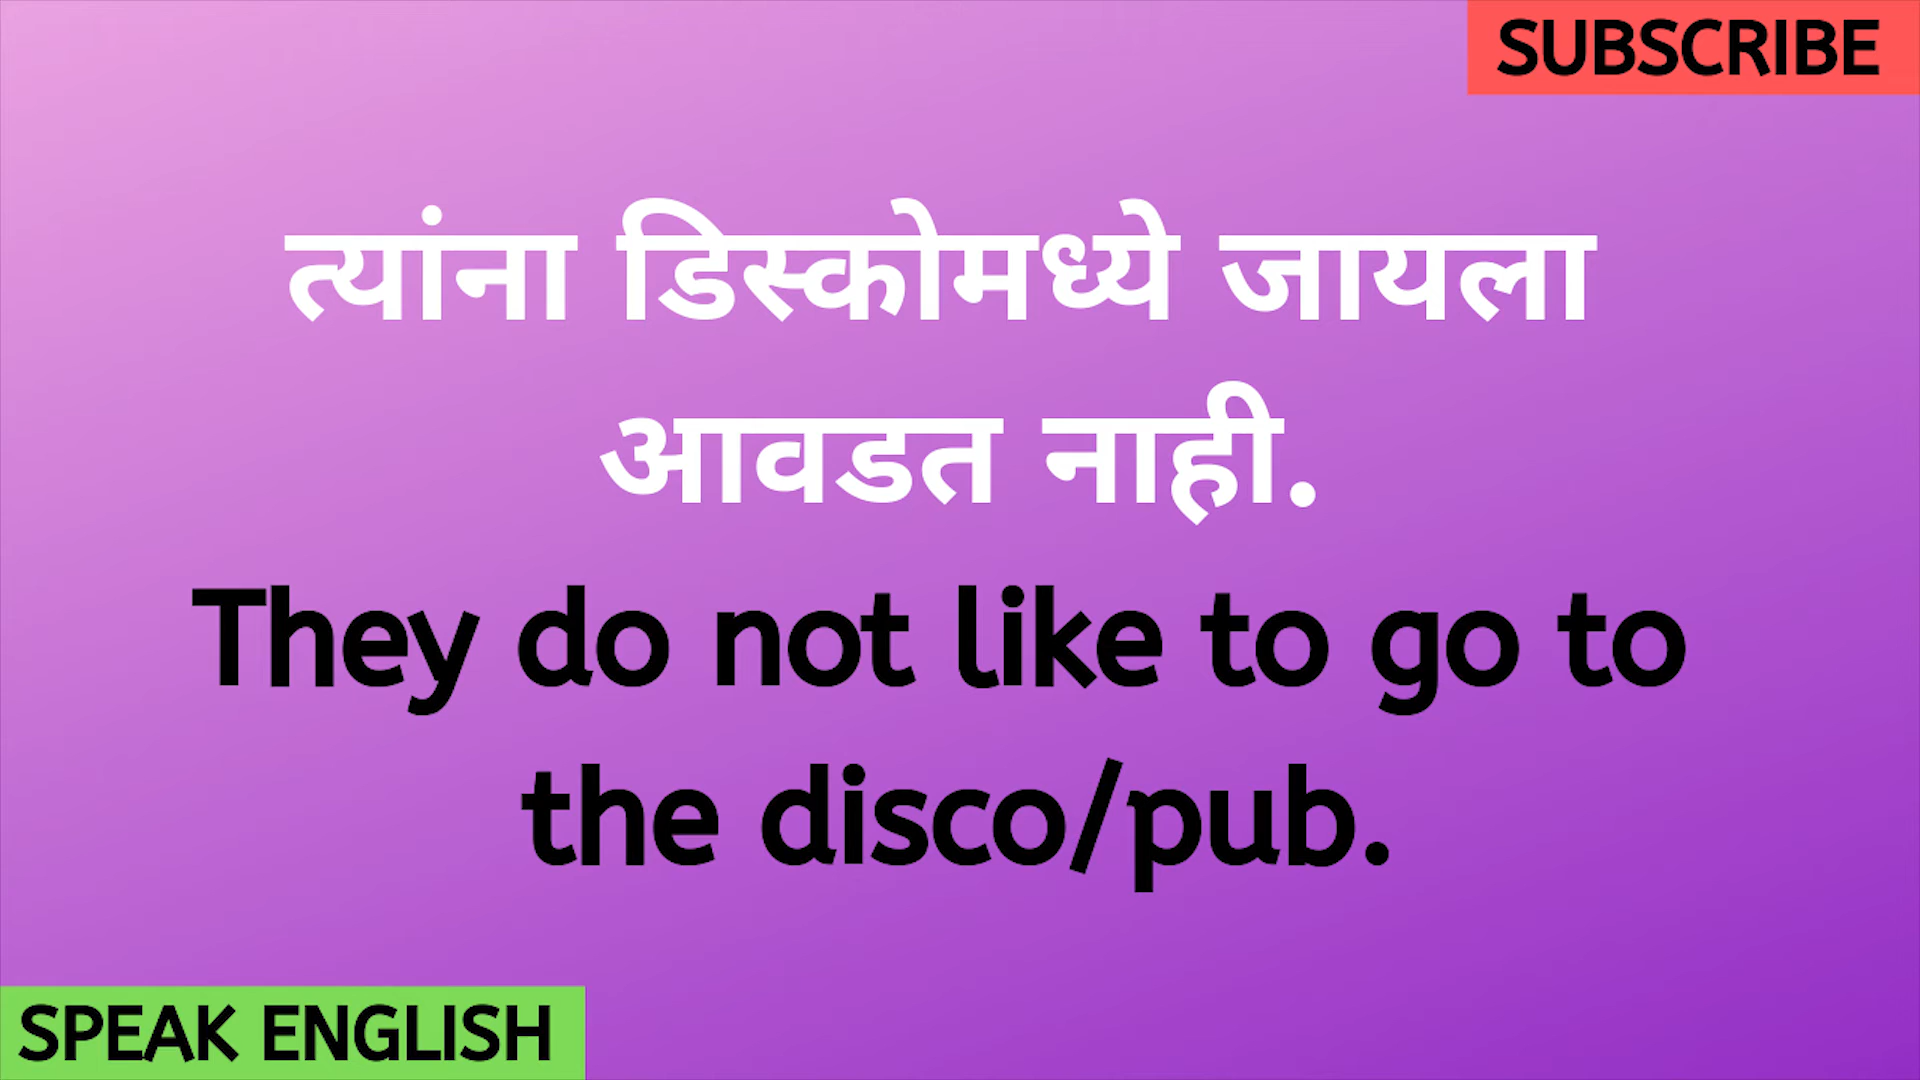 SUBSCRIBE
त्यांना डिस्कोमध्ये जायला
आवडत नाही.
They do not like to go to
the disco/pub.
SPEAK ENGLISH